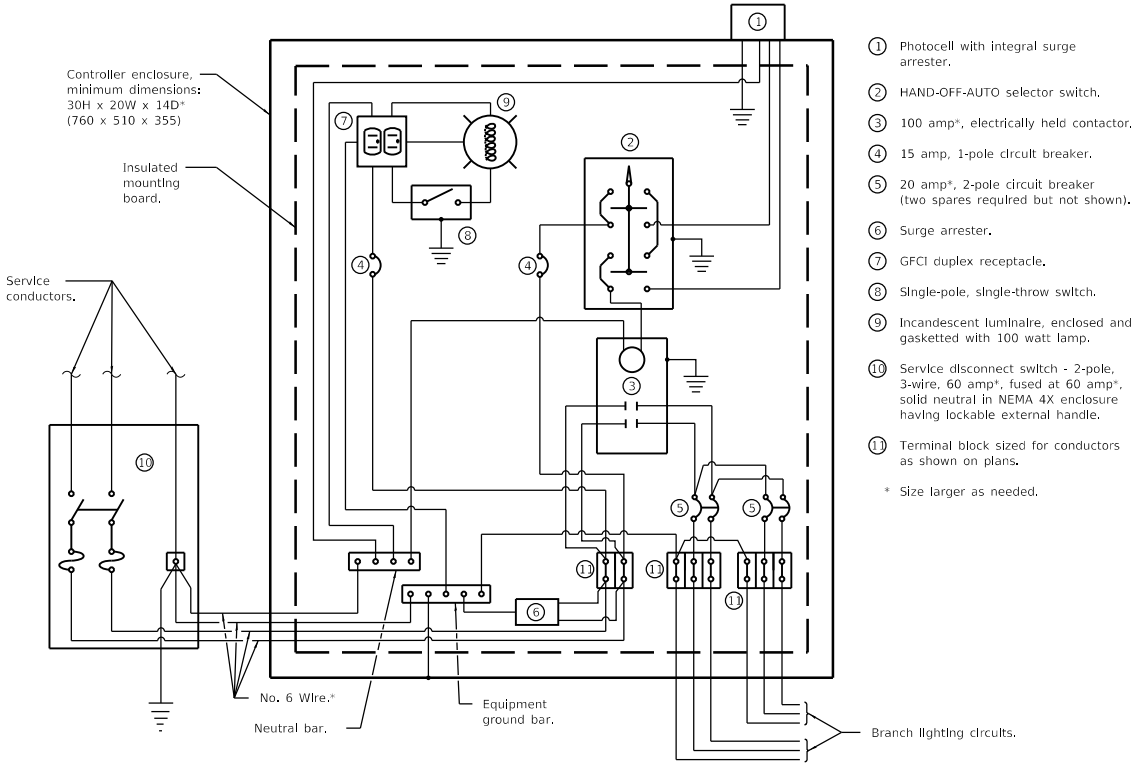 1
Controller enclosure,
minimum dimensions:
30H x 20W x 14D*
(760 x 510 x 355)
Insulated
mounting
board.
Service
conductors.
7
9
2
8
4
4
3
10
5
5
11
11
11
6
No. 6 Wire.*
Neutral bar.
Equipment
ground bar.
Branch lighting circuits.
1 Photocell with integral surge
arrester.
2 HAND-OFF-AUTO selector switch.
3 100 amp*, electrically held contactor.
4 15 amp, 1-pole circuit breaker.
5 20 amp*, 2-pole circuit breaker
(two spares required but not shown).
6 Surge arrester.
7 GFCI duplex receptacle.
8 Single-pole, single-throw switch.
9 Incandescent luminaire, enclosed and
gasketted with 100 watt lamp.
10 Service disconnect switch - 2-pole,
3-wire, 60 amp*, fused at 60 amp*,
solid neutral in NEMA 4X enclosure
having lockable external handle.
11 Terminal block sized for conductors
as shown on plans.
* Size larger as needed.